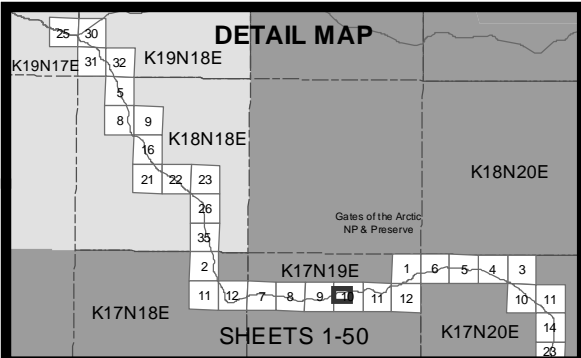 DETAIL MAP
25 30
K19N18E
K19N17E
31 32
5
8 9
K18N18E
16
K18N20E
21 22 23
26
Gates of the Arctic
NP & Preserve
35
2
K17N19E
1 6 5 4 3
11 12 7 8 9 10 11 12
10 11
K17N18E
SHEETS 1-50
K17N20E
14
23